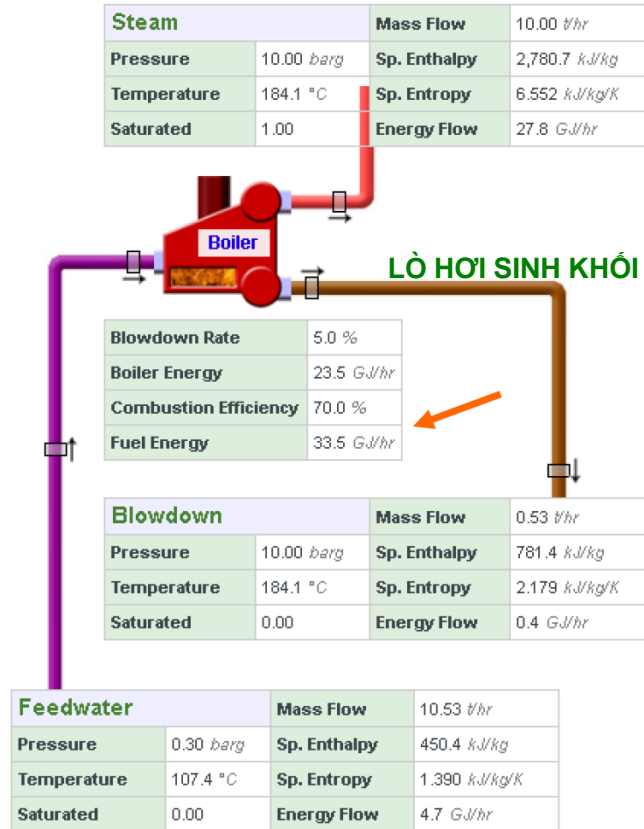 Steam Mass Flow 10.00 t/hr
Pressure 10.00 barg Sp. Enthalpy 2,780.7 kJ/kg
Temperature 184.1 °C Sp. Entropy 6.552 kJ/kg/K
Saturated 1.00 Energy Flow 27.8 GJ/hr
Boiler
LÒ HƠI SINH KHỐI
Blowdown Rate 5.0 %
Boiler Energy 23.5 GJ/hr
Combustion Efficiency 70.0 %
Fuel Energy 33.5 GJ/hr
Blowdown Mass Flow 0.53 t/hr
Pressure 10.00 barg Sp. Enthalpy 781.4 kJ/kg
Temperature 184.1 °C Sp. Entropy 2.179 kJ/kg/K
Saturated 0.00 Energy Flow 0.4 GJ/hr
Feedwater Mass Flow 10.53 t/hr
Pressure 0.30 barg Sp. Enthalpy 450.4 kJ/kg
Temperature 107.4 °C Sp. Entropy 1.390 kJ/kg/K
Saturated 0.00 Energy Flow 4.7 GJ/hr